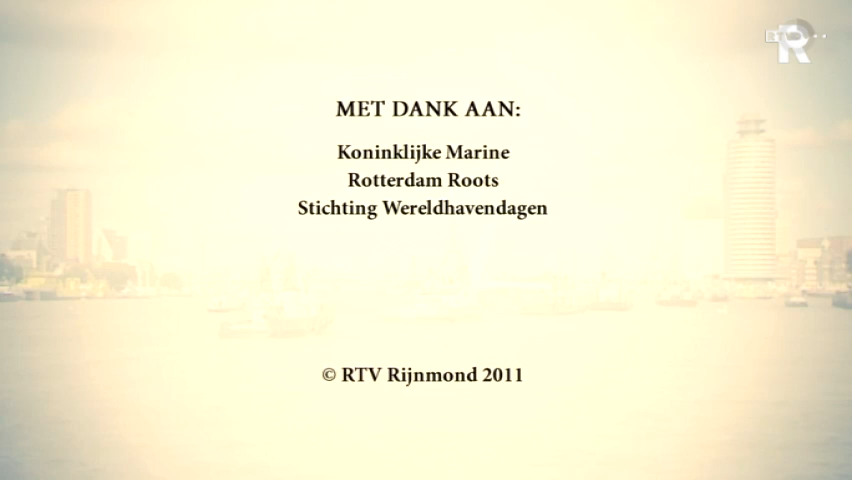 MET DANK AAN:
Koninklijke Marine
Rotterdam Roots
Stichting Wereldhavendagen
© RTV Rijnmond 2011